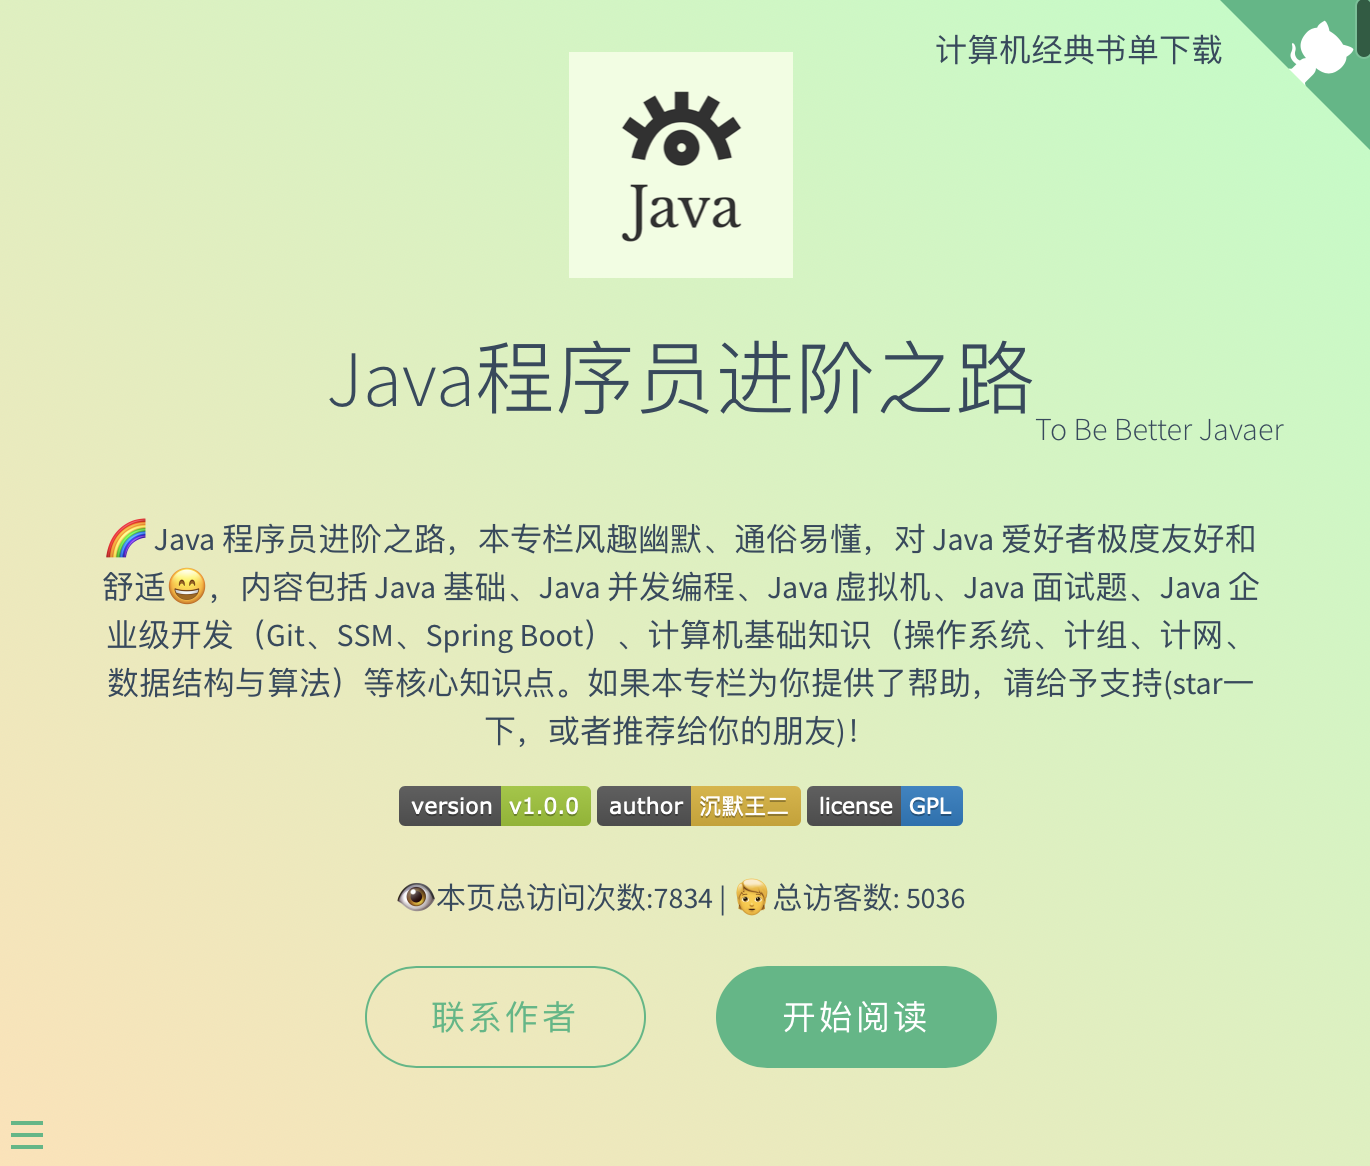 计算机经典书单下载
Java
Java程序员进阶之路
To Be Better Javaer
🌈 Java 程序员进阶之路，本专栏风趣幽默、通俗易懂，对 Java 爱好者极度友好和
舒适😄，内容包括 Java 基础、Java 并发编程、Java 虚拟机、Java 面试题、Java 企
业级开发（Git、SSM、Spring Boot）、计算机基础知识（操作系统、计组、计网、
数据结构与算法）等核心知识点。如果本专栏为你提供了帮助，请给予支持(star一
下，或者推荐给你的朋友)！
version v1.0.0 author 沉默王二 license GPL
👁️本页总访问次数:7834 | 🧑总访客数: 5036
联系作者 开始阅读